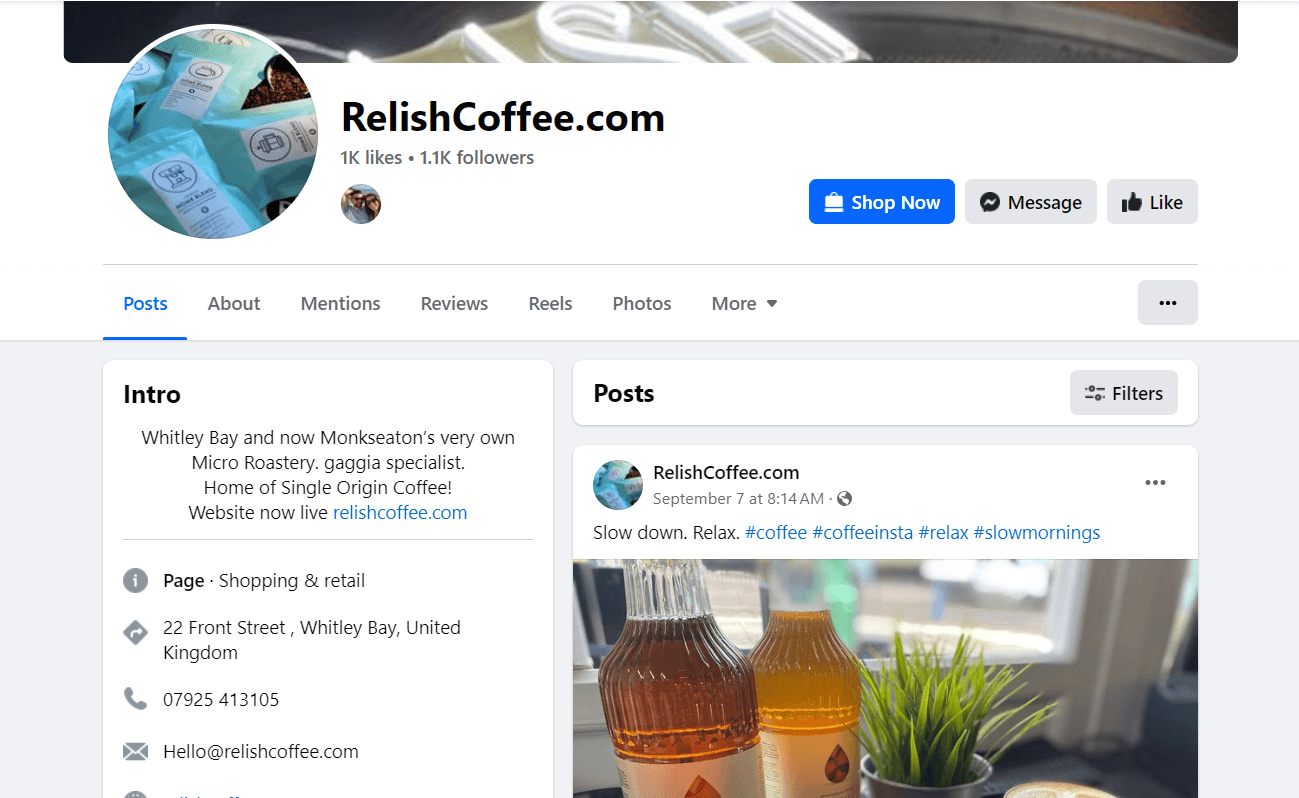 RelishCoffee.com
1K likes • 1.1K followers
Shop Now
Message
Like
Posts
About
Mentions
Reviews
Reels
Photos
More
Intro
Whitley Bay and now Monkseaton’s very own
Micro Roastery. gaggia specialist.
Home of Single Origin Coffee!
Website now live relishcoffee.com
Page · Shopping & retail
22 Front Street , Whitley Bay, United
Kingdom
07925 413105
Hello@relishcoffee.com
Posts
Filters
RelishCoffee.com
September 7 at 8:14 AM ·
Slow down. Relax. #coffee #coffeeinsta #relax #slowmornings
HOME BLEND